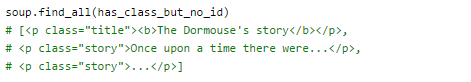 soup.find_all(has_class_but_no_id)
# [<p class="title"><b>The Dormouse's story</b></p>,
# <p class="story">Once upon a time there were...</p>,
# <p class="story">...</p>]